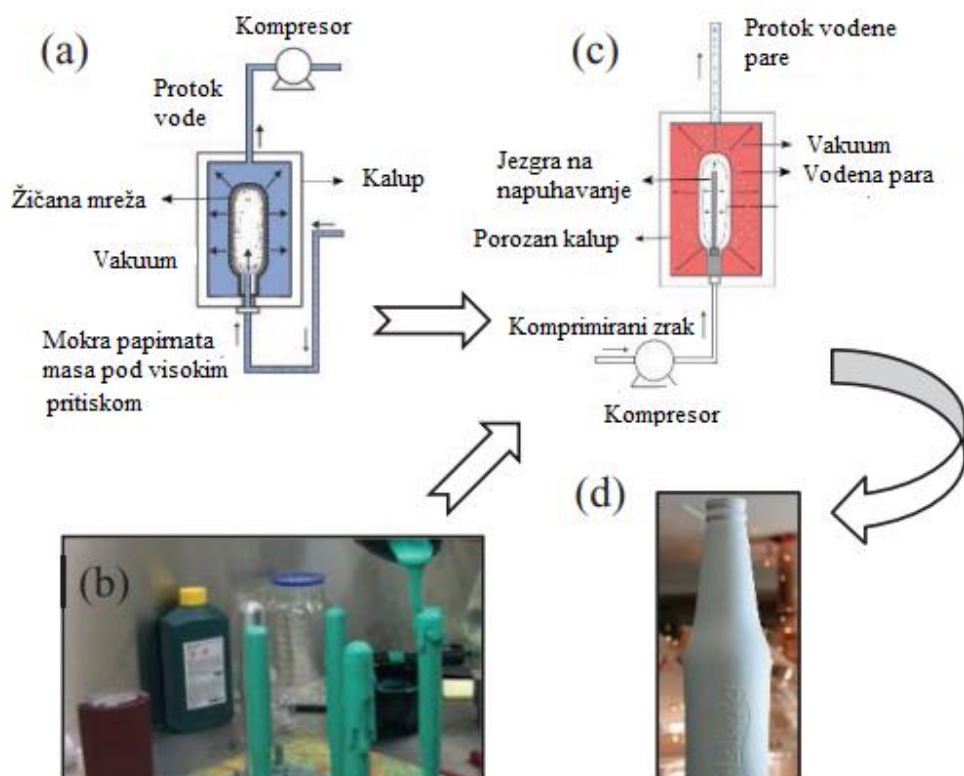 (a)
Kompresor
Protok
vode
Žičana mreža
Kalup
Vakuum
Mokra papirnata
masa pod visokim
pritiskom
(c)
Protok vodene
pare
Jezgra na
napuhavanje
Vakuum
Vodena para
Porozan kalup
Komprimirani zrak
Kompresor
(b)
(d)